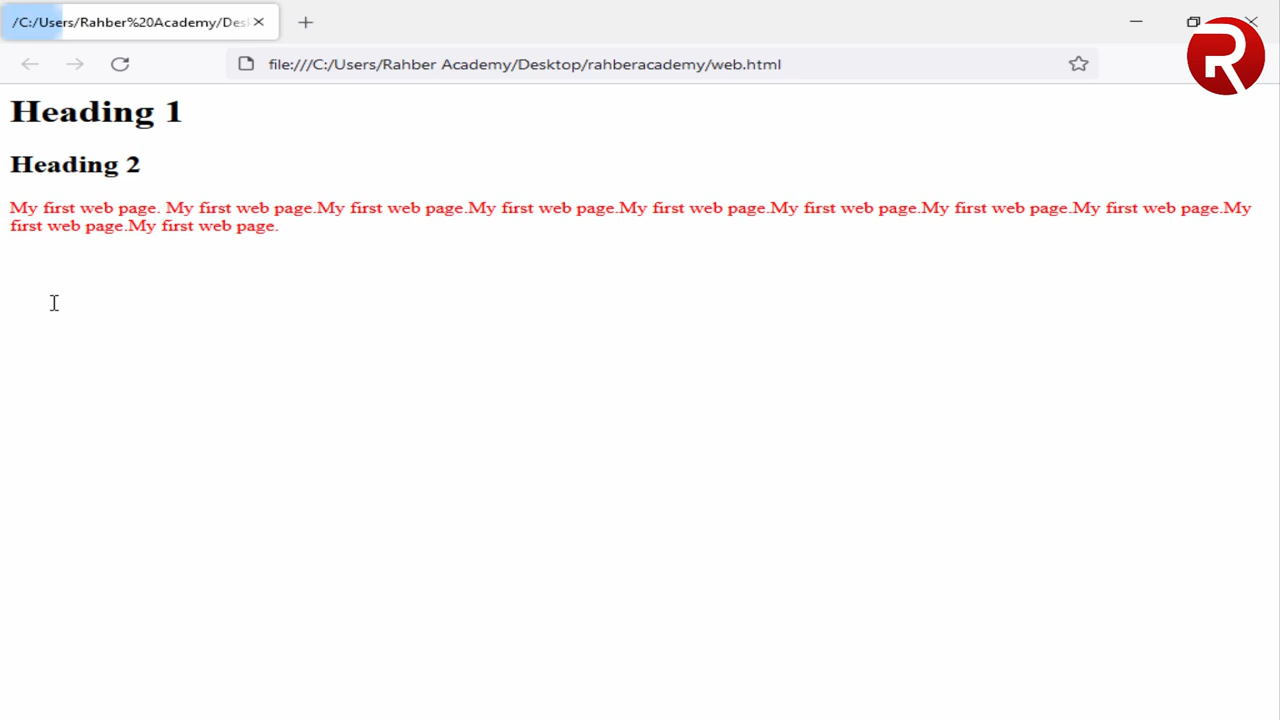 /C:/Users/Rahber%20Academy/Des
file:///C:/Users/Rahber Academy/Desktop/rahberacademy/web.html
R
Heading 1
Heading 2
My first web page. My first web page.My first web page.My first web page.My first web page.My first web page.My first web page.My first web page.My
first web page.My first web page.